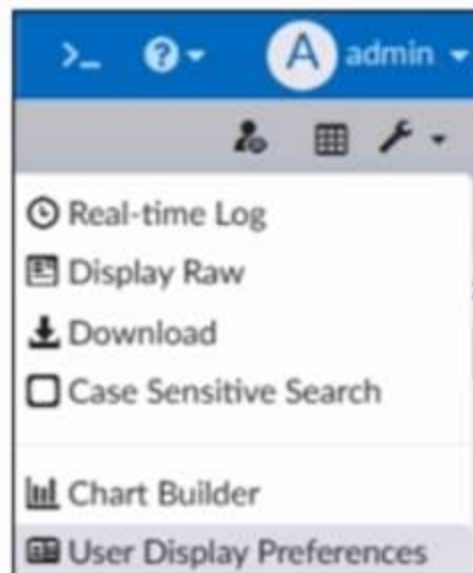 >_ ? A admin
Real-time Log
Display Raw
Download
Case Sensitive Search
Chart Builder
User Display Preferences